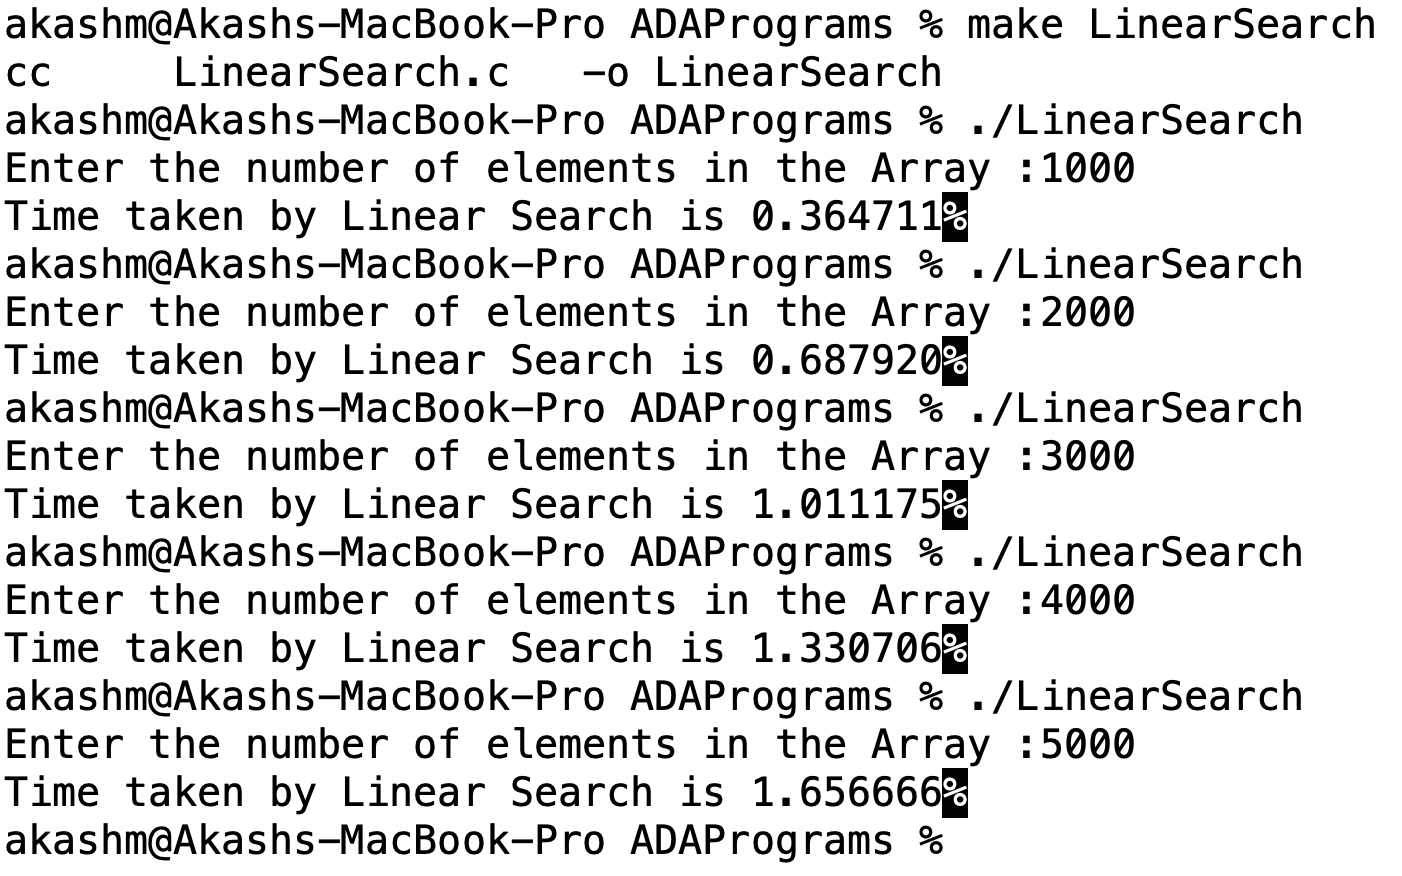 akashm@Akashs-MacBook-Pro ADAPrograms % make LinearSearch
cc     LinearSearch.c   -o LinearSearch
akashm@Akashs-MacBook-Pro ADAPrograms % ./LinearSearch
Enter the number of elements in the Array :1000
Time taken by Linear Search is 0.364711%
akashm@Akashs-MacBook-Pro ADAPrograms % ./LinearSearch
Enter the number of elements in the Array :2000
Time taken by Linear Search is 0.687920%
akashm@Akashs-MacBook-Pro ADAPrograms % ./LinearSearch
Enter the number of elements in the Array :3000
Time taken by Linear Search is 1.011175%
akashm@Akashs-MacBook-Pro ADAPrograms % ./LinearSearch
Enter the number of elements in the Array :4000
Time taken by Linear Search is 1.330706%
akashm@Akashs-MacBook-Pro ADAPrograms % ./LinearSearch
Enter the number of elements in the Array :5000
Time taken by Linear Search is 1.656666%
akashm@Akashs-MacBook-Pro ADAPrograms %